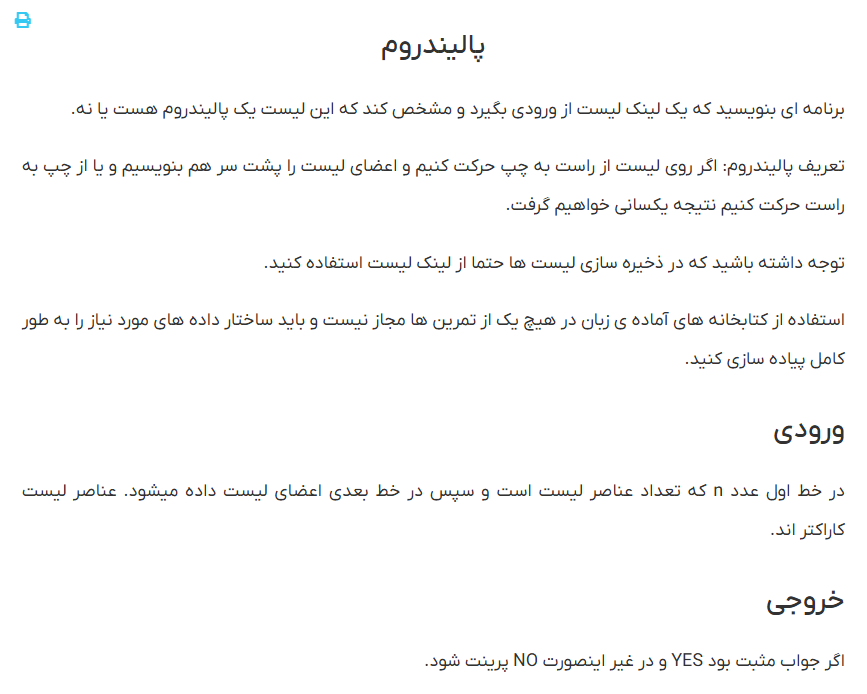 پالیندروم
برنامه ای بنویسید که یک لینک لیست از ورودی بگیرد و مشخص کند که این لیست یک پالیندروم هست یا نه.
تعریف پالیندروم: اگر روی لیست از راست به چپ حرکت کنیم و اعضای لیست را پشت سر هم بنویسیم و یا از چپ به
راست حرکت کنیم نتیجه یکسانی خواهیم گرفت.
توجه داشته باشید که در ذخیره سازی لیست ها حتما از لینک لیست استفاده کنید.
استفاده از کتابخانه های آماده ی زبان در هیچ یک از تمرین ها مجاز نیست و باید ساختار داده های مورد نیاز را به طور
کامل پیاده سازی کنید.
ورودی
در خط اول عدد n که تعداد عناصر لیست است و سپس در خط بعدی اعضای لیست داده میشود. عناصر لیست
کاراکتر اند.
خروجی
اگر جواب مثبت بود YES و در غیر اینصورت NO پرینت شود.